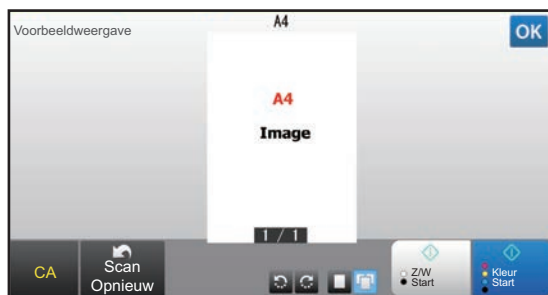 Voorbeeldweergave
A4
OK
A4
Image
1 / 1
CA
Scan
Opnieuw
Z/W
Start
Kleur
Start